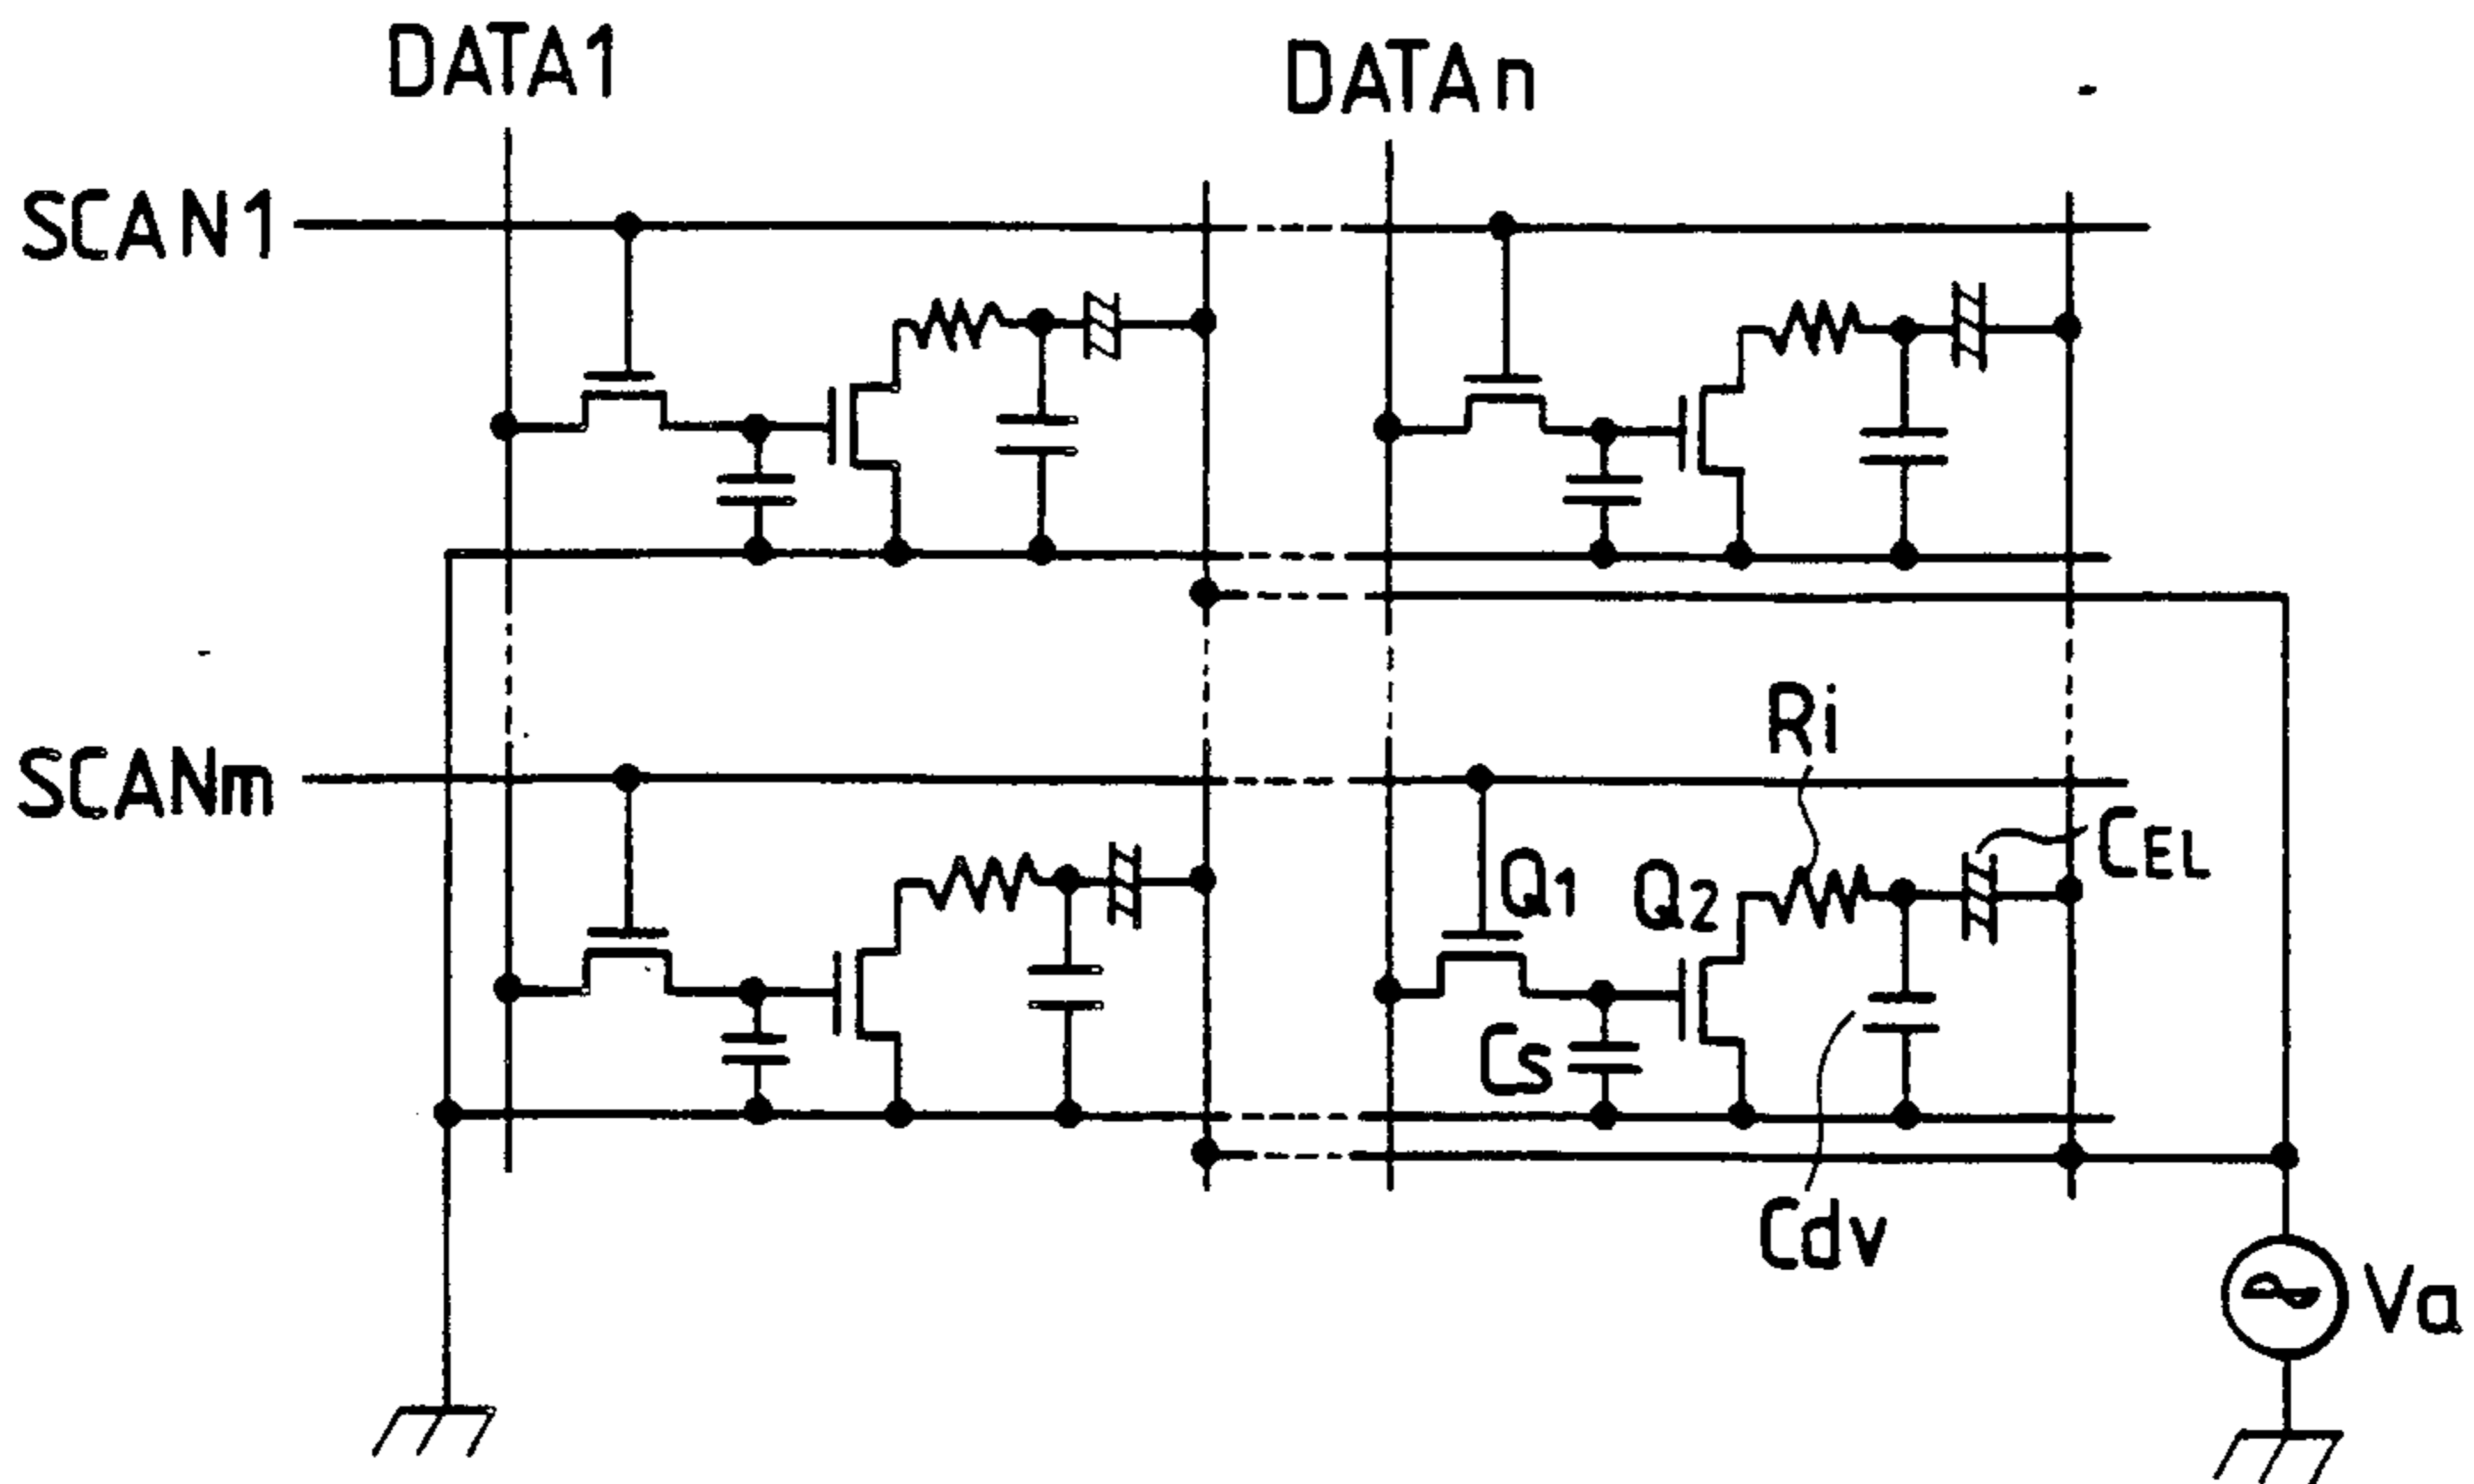 DATA1
DATAn
SCAN1
Ri
SCANm
CEL
Q1
Q2
Cs
Cdv
Va